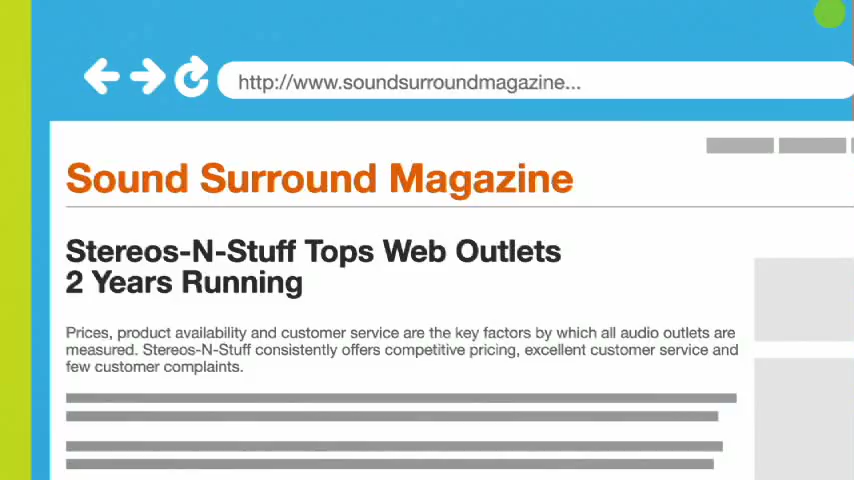 http://www.soundsurroundmagazine...
Sound Surround Magazine
Stereos-N-Stuff Tops Web Outlets
2 Years Running
Prices, product availability and customer service are the key factors by which all audio outlets are
measured. Stereos-N-Stuff consistently offers competitive pricing, excellent customer service and
few customer complaints.